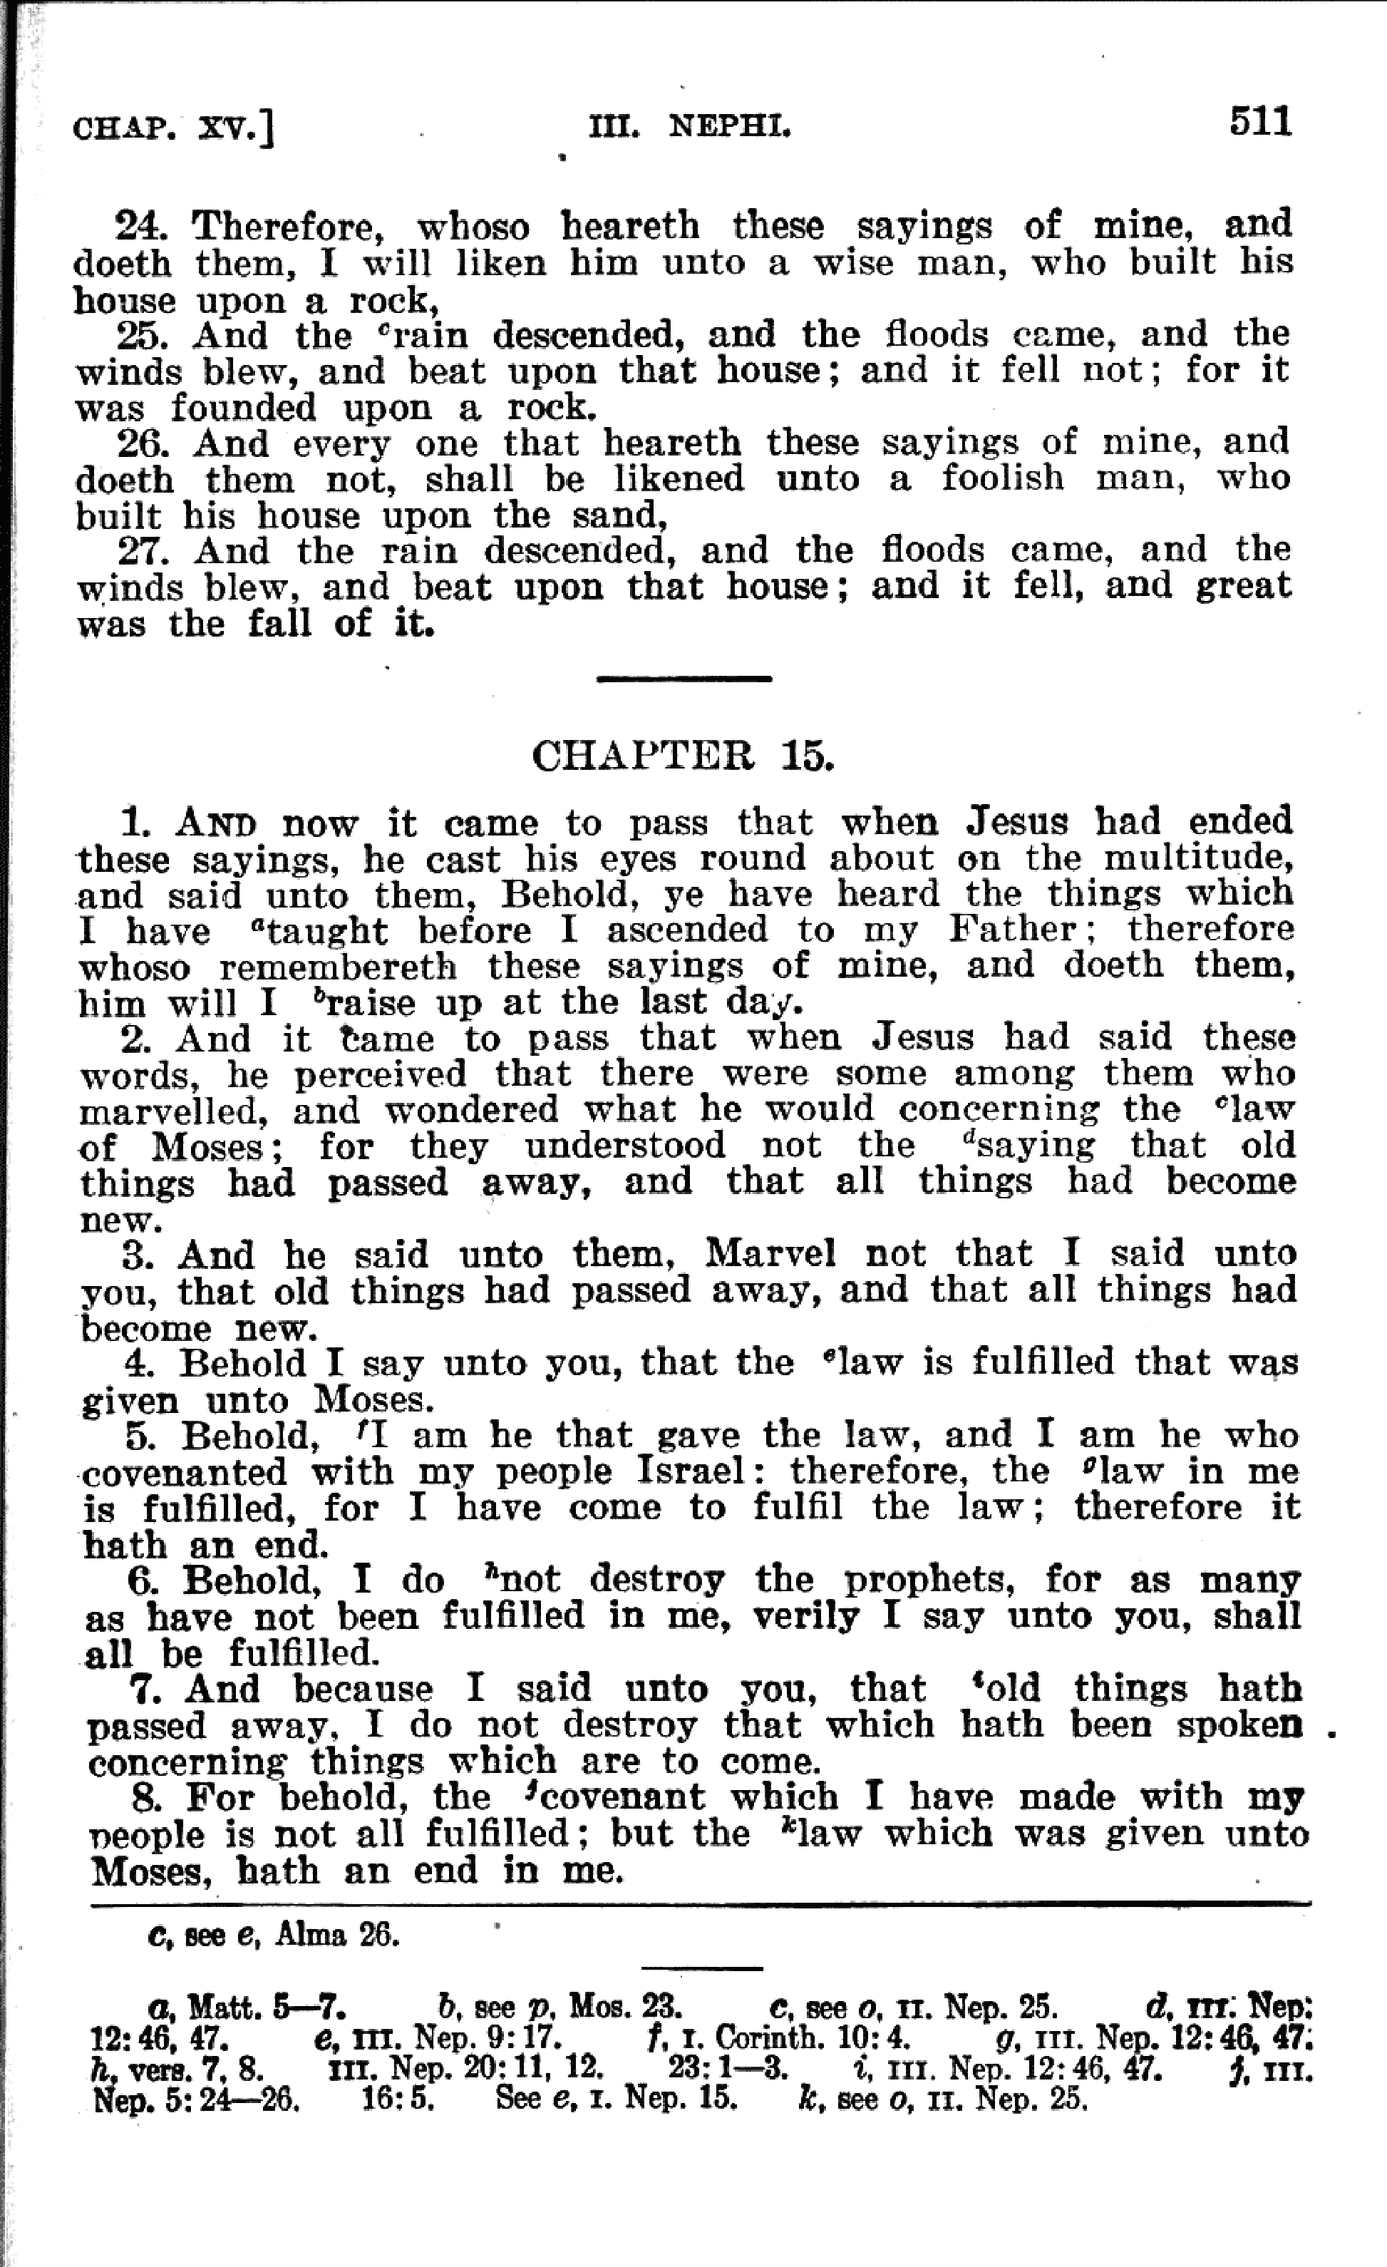 CHAP. XV.] III. NEPHI. 511
24. Therefore, whoso heareth these sayings of mine, and
doeth them, I will liken him unto a wise man, who built his
house upon a rock,
25. And the ᶜrain descended, and the floods came, and the
winds blew, and beat upon that house; and it fell not; for it
was founded upon a rock.
26. And every one that heareth these sayings of mine, and
doeth them not, shall be likened unto a foolish man, who
built his house upon the sand,
27. And the rain descended, and the floods came, and the
winds blew, and beat upon that house; and it fell, and great
was the fall of it.
CHAPTER 15.
1. AND now it came to pass that when Jesus had ended
these sayings, he cast his eyes round about on the multitude,
and said unto them, Behold, ye have heard the things which
I have ᵃtaught before I ascended to my Father; therefore
whoso remembereth these sayings of mine, and doeth them,
him will I ᵇraise up at the last day.
2. And it came to pass that when Jesus had said these
words, he perceived that there were some among them who
marvelled, and wondered what he would concerning the ᶜlaw
of Moses; for they understood not the ᵈsaying that old
things had passed away, and that all things had become
new.
3. And he said unto them, Marvel not that I said unto
you, that old things had passed away, and that all things had
become new.
4. Behold I say unto you, that the ᵉlaw is fulfilled that was
given unto Moses.
5. Behold, ᶠI am he that gave the law, and I am he who
covenanted with my people Israel: therefore, the ᵍlaw in me
is fulfilled, for I have come to fulfil the law; therefore it
hath an end.
6. Behold, I do ʰnot destroy the prophets, for as many
as have not been fulfilled in me, verily I say unto you, shall
all be fulfilled.
7. And because I said unto you, that ⁱold things hath
passed away, I do not destroy that which hath been spoken
concerning things which are to come.
8. For behold, the ʲcovenant which I have made with my
people is not all fulfilled; but the ᵏlaw which was given unto
Moses, hath an end in me.
c, see e, Alma 26.
a, Matt. 5—7. b, see p, Mos. 23. c, see o, II. Nep. 25. d, III. Nep.
12:46, 47. e, III. Nep. 9:17. f, I. Corinth. 10:4. g, III. Nep. 12:46, 47.
h, vers. 7, 8. III. Nep. 20:11, 12. 23:1—3. i, III. Nep. 12:46, 47. j, III.
Nep. 5:24—26. 16:5. See e, I. Nep. 15. k, see o, II. Nep. 25.